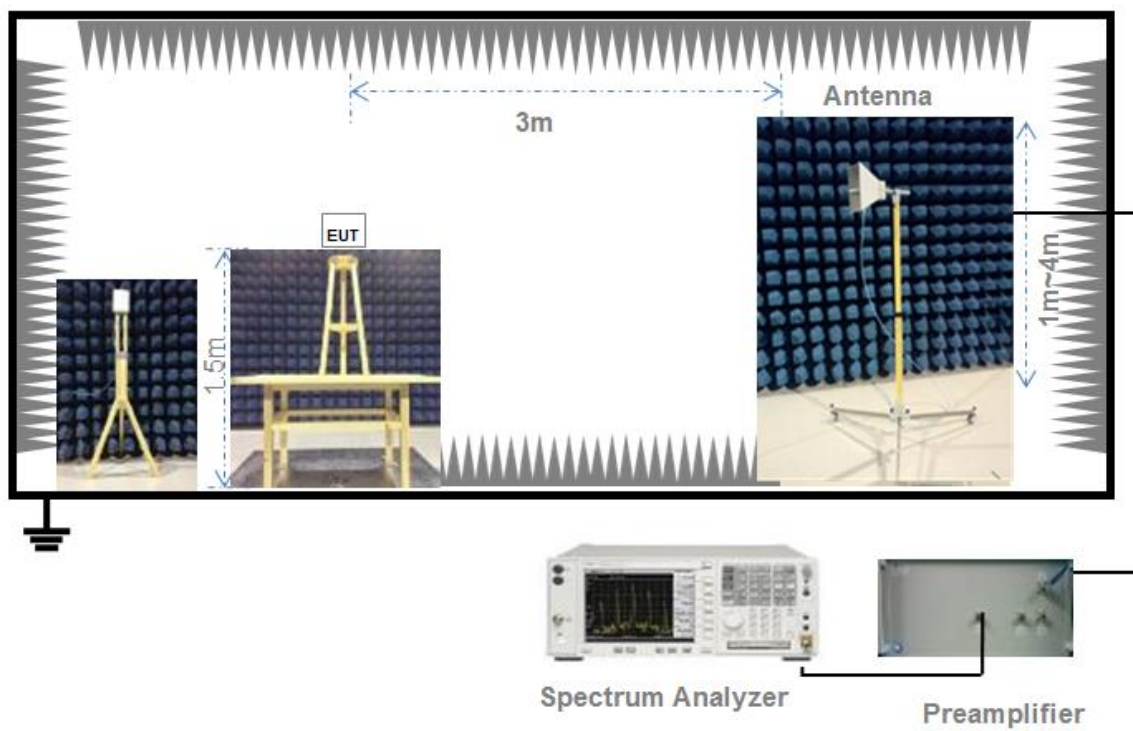 Antenna
3m
EUT
1.5m
1m~4m
Spectrum Analyzer
Preamplifier